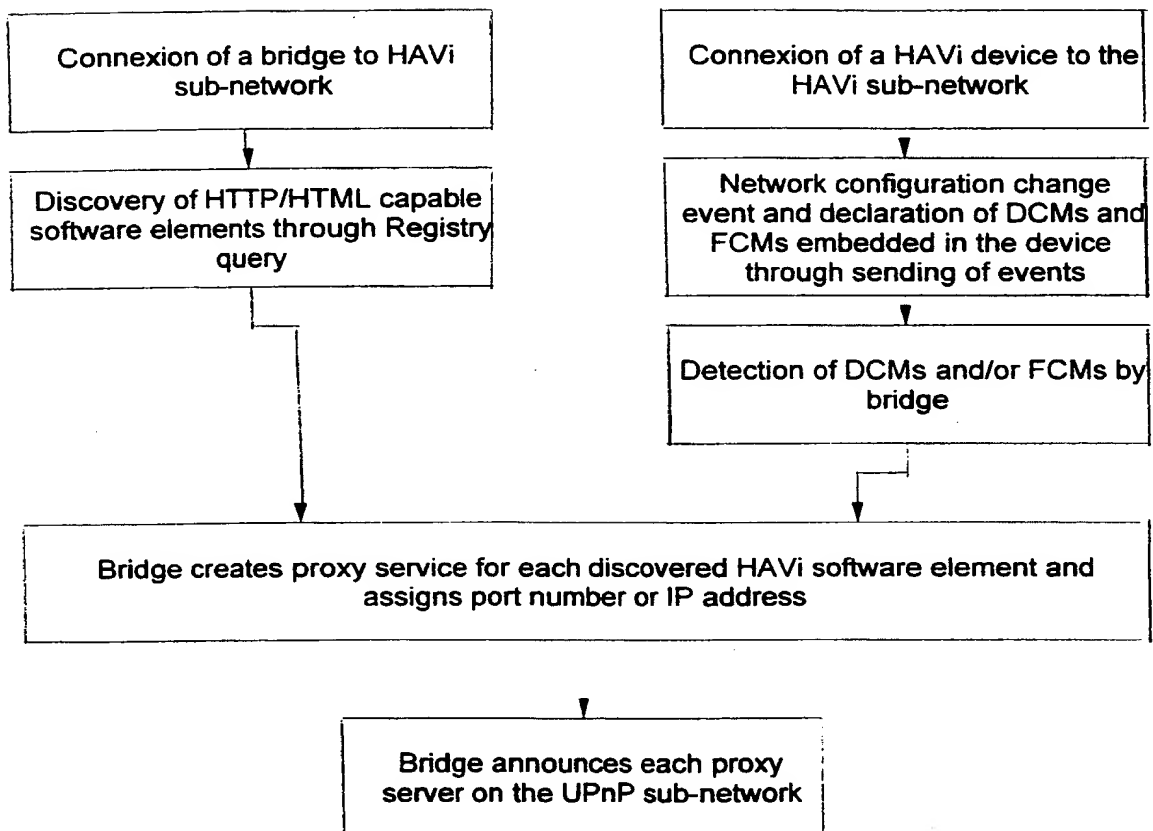 Connexion of a bridge to HAVi
sub-network
Discovery of HTTP/HTML capable
software elements through Registry
query
Connexion of a HAVi device to the
HAVi sub-network
Network configuration change
event and declaration of DCMs and
FCMs embedded in the device
through sending of events
Detection of DCMs and/or FCMs by
bridge
Bridge creates proxy service for each discovered HAVi software element and
assigns port number or IP address
Bridge announces each proxy
server on the UPnP sub-network